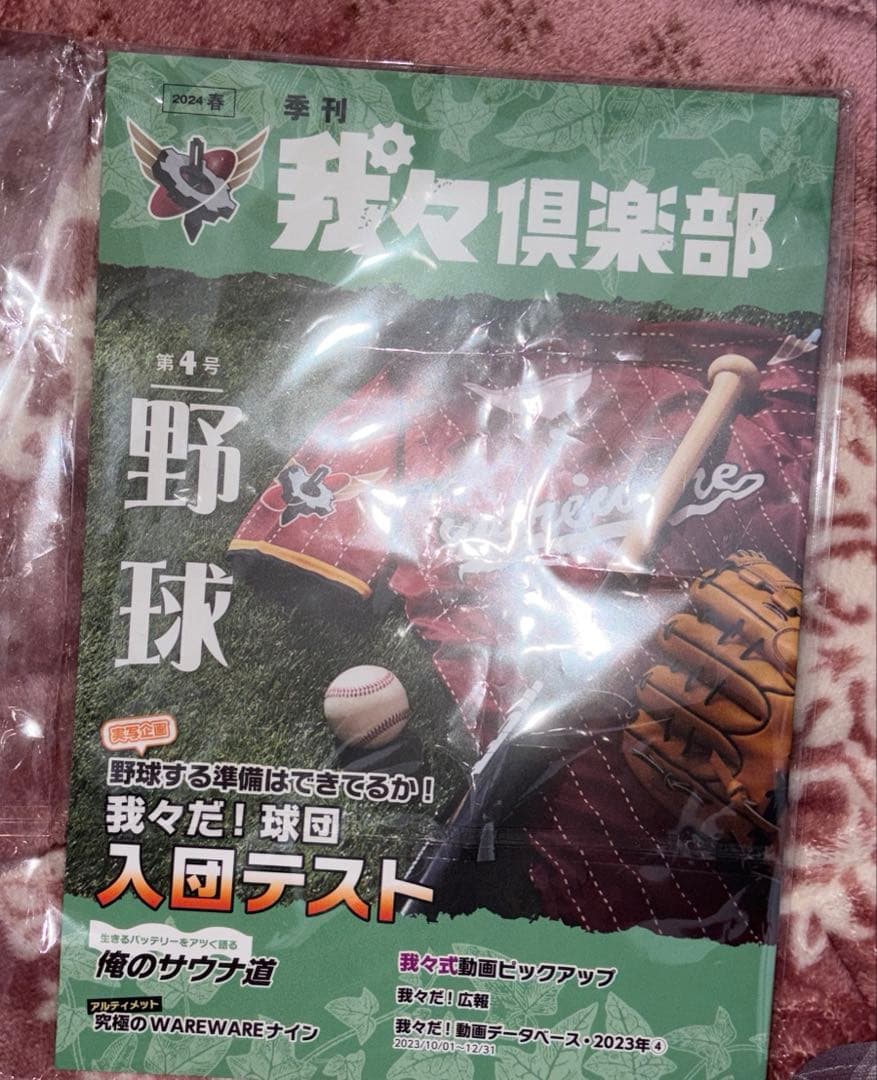 2024 春
季刊
我々倶楽部
第4号
野球
実写企画
野球する準備はできてるか!
我々だ!球団
入団テスト
生きるバッテリーをアツく語る
俺のサウナ道
アルティメット
究極のWAREWAREナイン
我々式動画ピックアップ
我々だ!広報
我々だ!動画データベース・2023年④
2023/10/01〜12/31